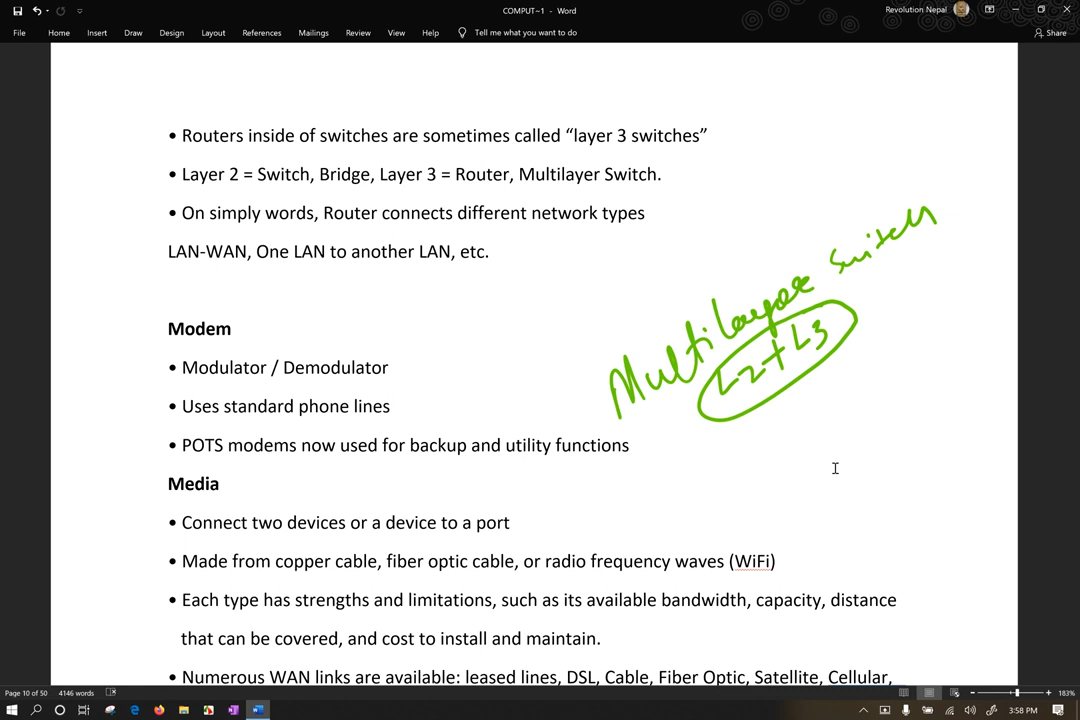 COMPUT~1 - Word
Revolution Nepal
File Home Insert Draw Design Layout References Mailings Review View Help Tell me what you want to do
Share
• Routers inside of switches are sometimes called “layer 3 switches”
• Layer 2 = Switch, Bridge, Layer 3 = Router, Multilayer Switch.
• On simply words, Router connects different network types
LAN-WAN, One LAN to another LAN, etc.
Multilayer Switch
L2+L3
Modem
• Modulator / Demodulator
• Uses standard phone lines
• POTS modems now used for backup and utility functions
Media
• Connect two devices or a device to a port
• Made from copper cable, fiber optic cable, or radio frequency waves (WiFi)
• Each type has strengths and limitations, such as its available bandwidth, capacity, distance
that can be covered, and cost to install and maintain.
• Numerous WAN links are available: leased lines, DSL, Cable, Fiber Optic, Satellite, Cellular,
Page 10 of 50 4146 words
183%
3:58 PM